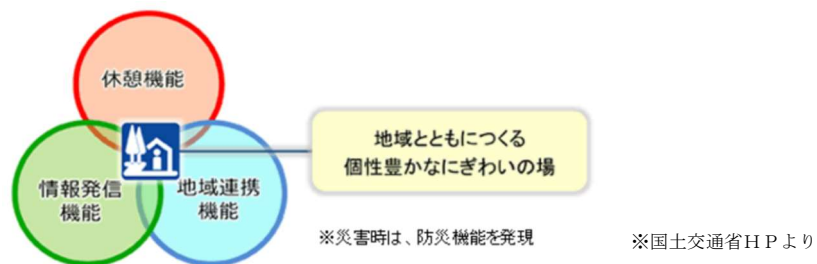 休憩機能
情報発信
機能
地域連携
機能
地域とともにつくる
個性豊かなにぎわいの場
※災害時は、防災機能を発現
※国土交通省ＨＰより